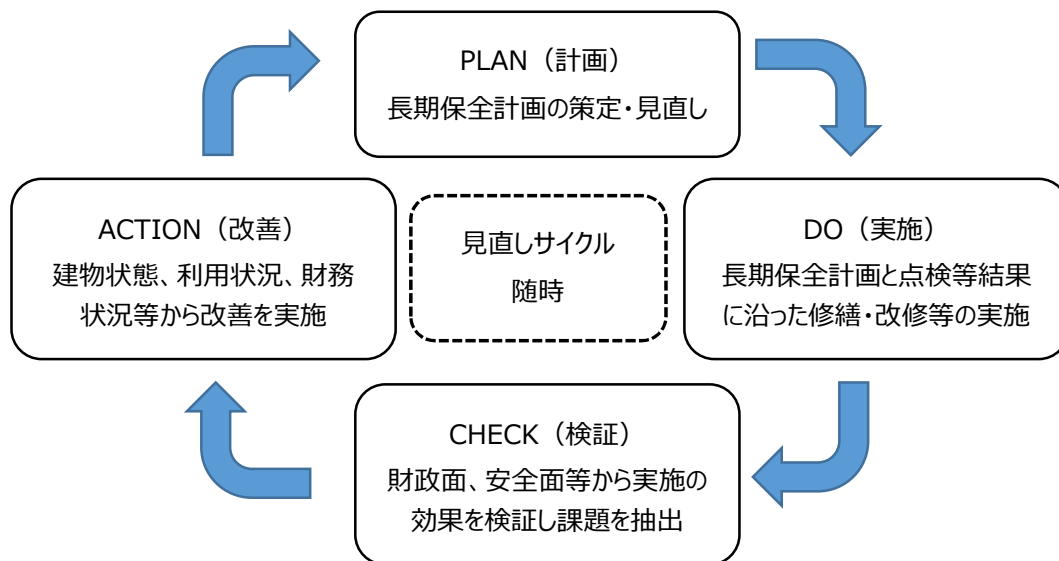 PLAN（計画）
長期保全計画の策定・見直し
ACTION（改善）
建物状態、利用状況、財務
状況等から改善を実施
見直しサイクル
随時
DO（実施）
長期保全計画と点検等結果
に沿った修繕・改修等の実施
CHECK（検証）
財政面、安全面等から実施の
効果を検証し課題を抽出